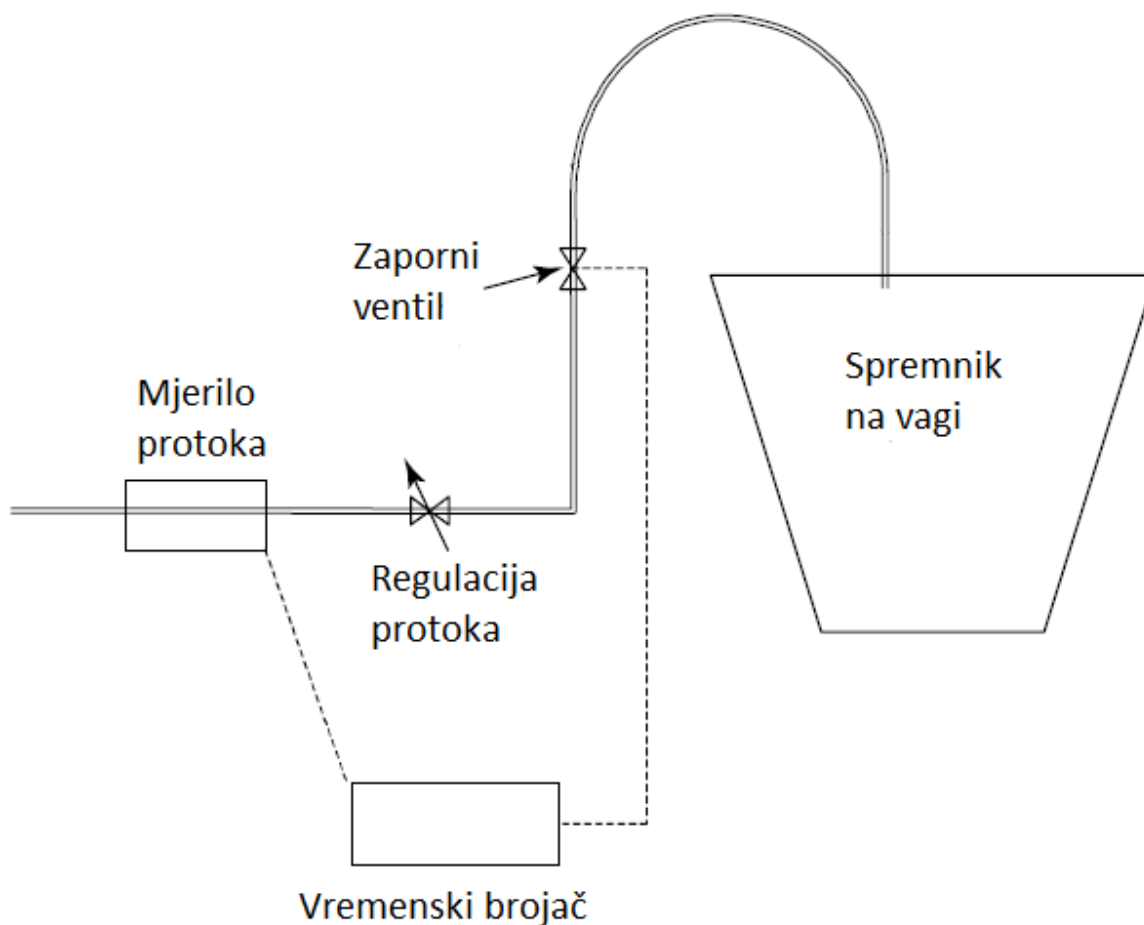 Zaporni
ventil
Spremnik
na vagi
Mjerilo
protoka
Regulacija
protoka
Vremenski brojač